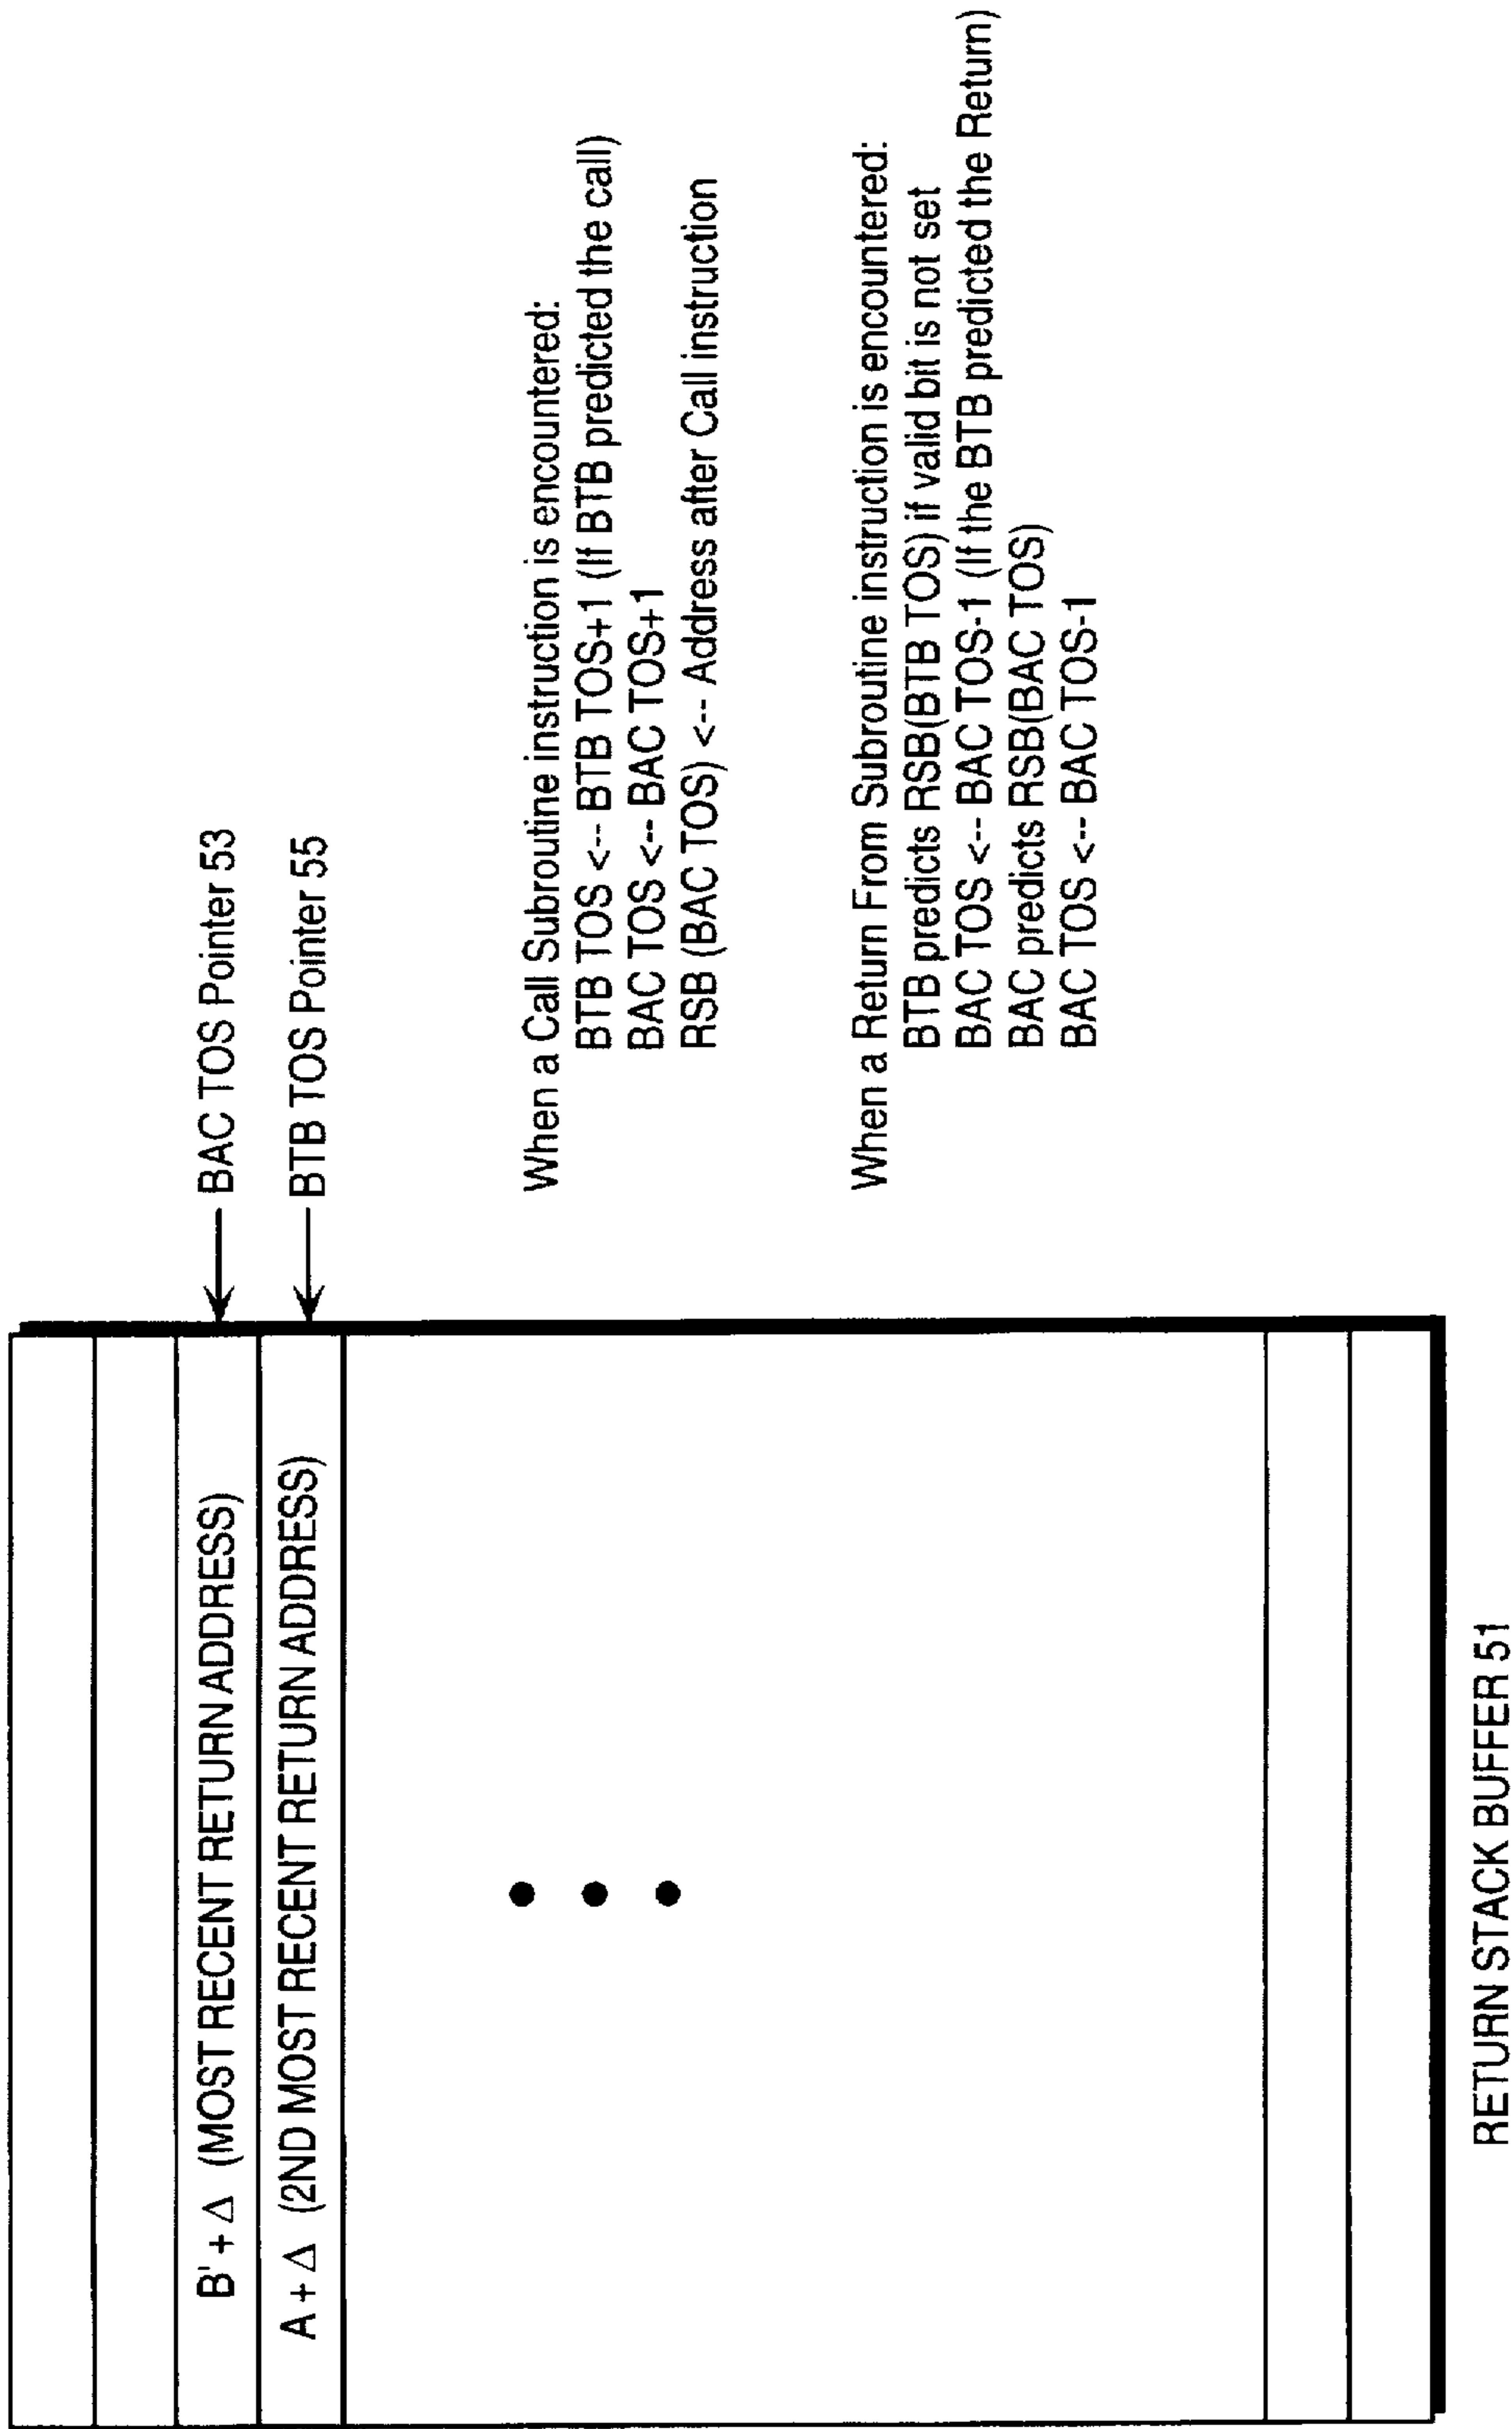 B' + Δ (MOST RECENT RETURN ADDRESS)
A + Δ (2ND MOST RECENT RETURN ADDRESS)
RETURN STACK BUFFER 51
BAC TOS Pointer 53
BTB TOS Pointer 55
When a Call Subroutine instruction is encountered:
BTB TOS <-- BTB TOS+1 (If BTB predicted the call)
BAC TOS <-- BAC TOS+1
RSB (BAC TOS) <-- Address after Call instruction
When a Return From Subroutine instruction is encountered:
BTB predicts RSB(BTB TOS) if valid bit is not set
BAC TOS <-- BAC TOS-1 (If the BTB predicted the Return)
BAC predicts RSB(BAC TOS)
BAC TOS <-- BAC TOS-1